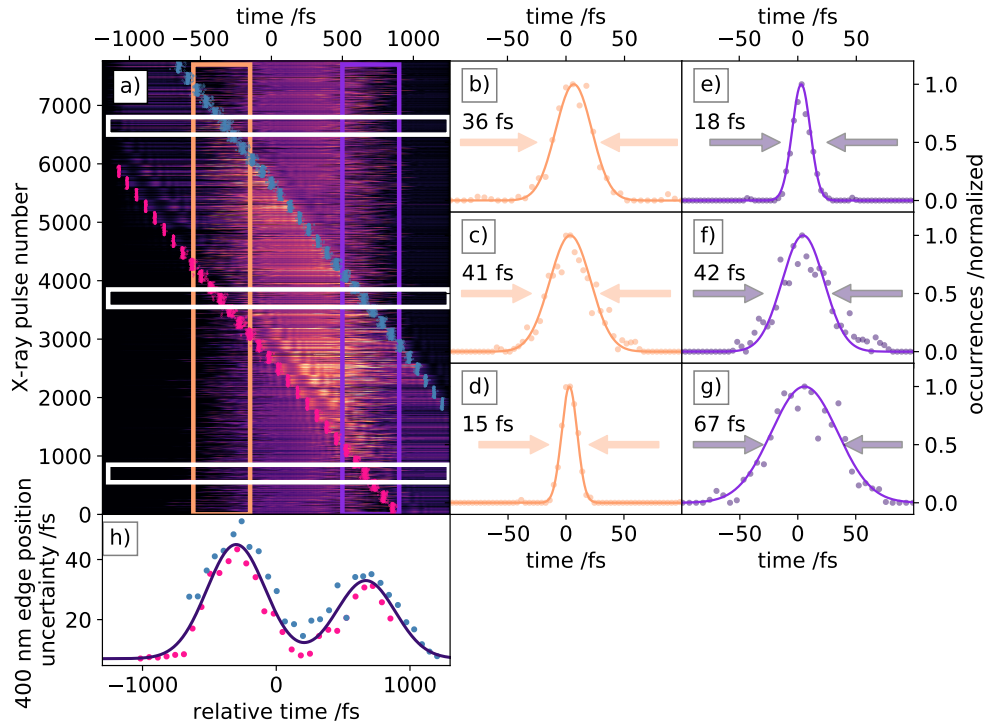 time /fs
−1000 −500 0 500 1000
time /fs
−50 0 50
time /fs
−50 0 50
X-ray pulse number
7000
6000
5000
4000
3000
2000
1000
0
a)
b)
36 fs
e)
18 fs
1.0
0.5
0.0
c)
41 fs
f)
42 fs
1.0
0.5
0.0
d)
15 fs
g)
67 fs
1.0
0.5
0.0
occurrences /normalized
−50 0 50
time /fs
−50 0 50
time /fs
400 nm edge position
uncertainty /fs
h)
40
20
−1000 0 1000
relative time /fs